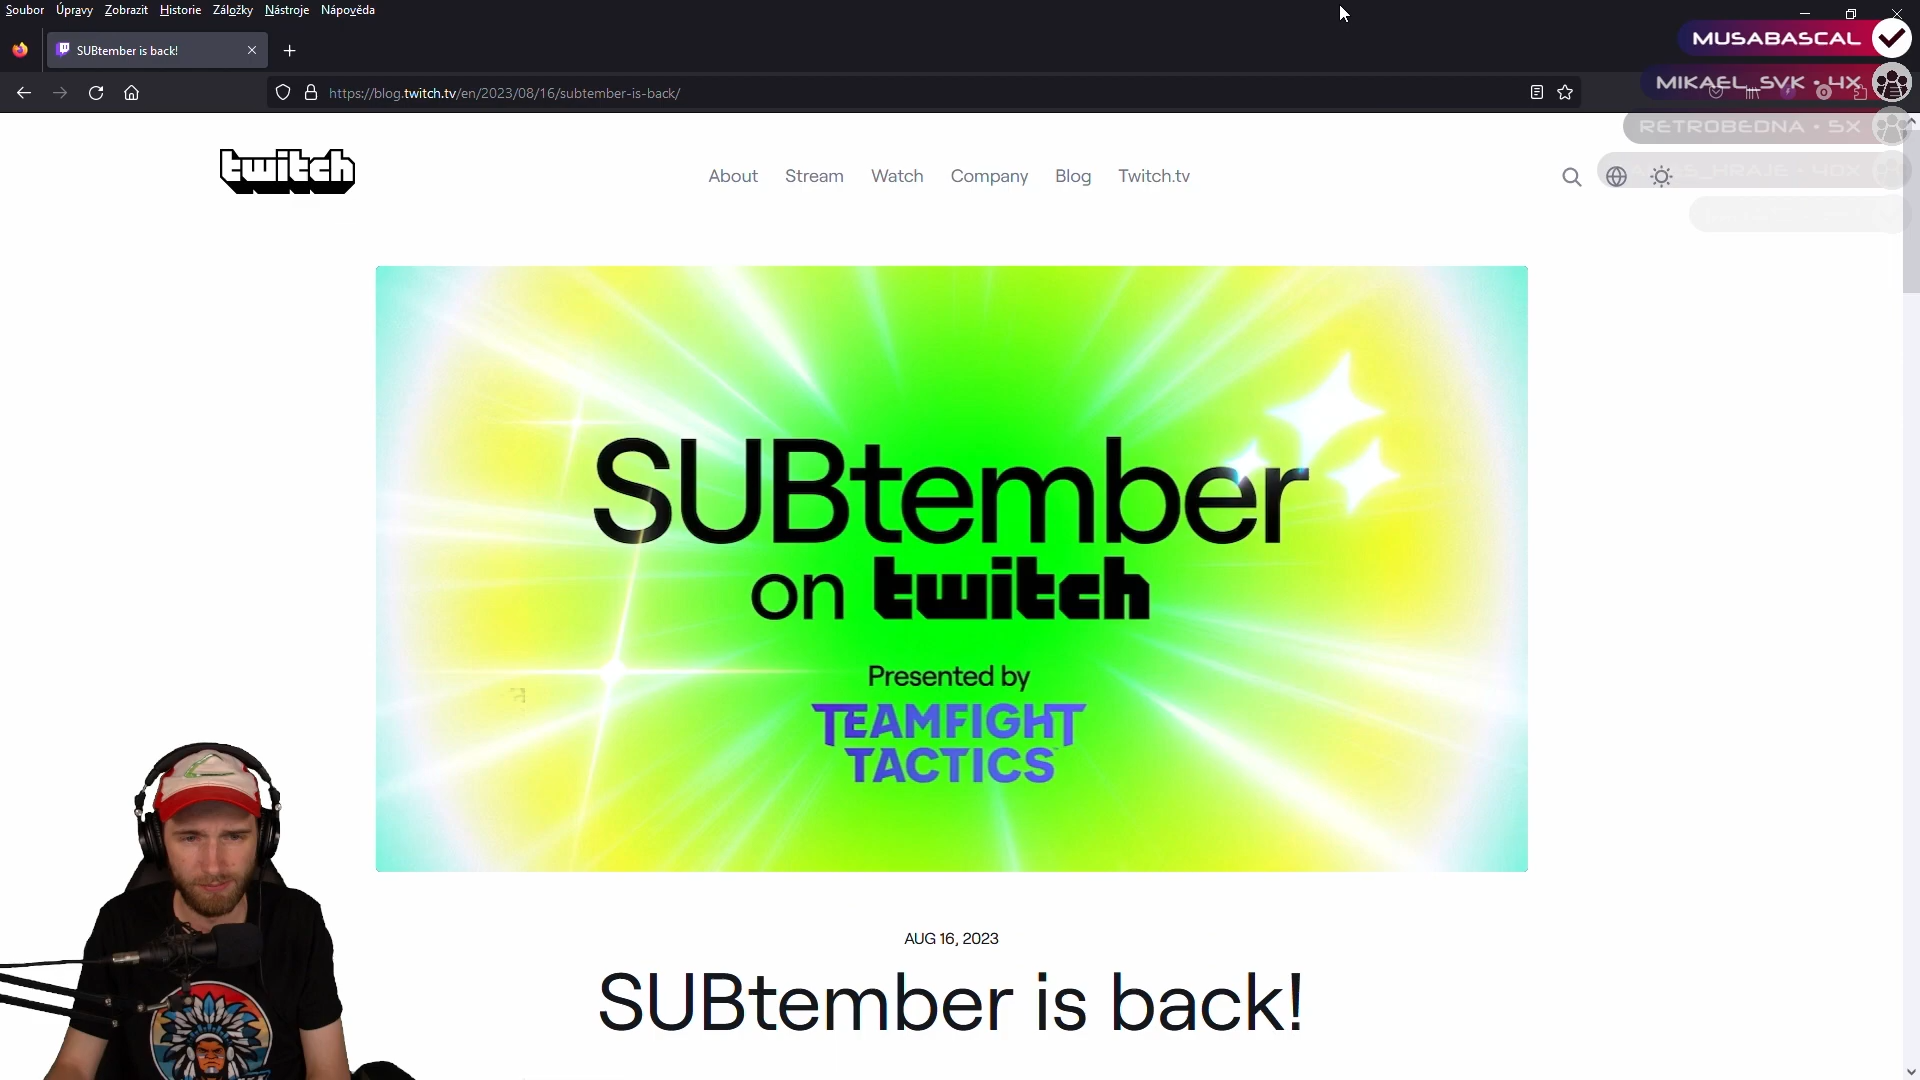 Soubor Úpravy Zobrazit Historie Záložky Nástroje Nápověda
SUBtember is back!
https://blog.twitch.tv/en/2023/08/16/subtember-is-back/
MUSABASCAL
MIKAEL_SVK • 4X
RETROBEDNA • 5X
S_HRAJE • 40X
twitch
About Stream Watch Company Blog Twitch.tv
SUBtember
on twitch
Presented by
TEAMFIGHT
TACTICS
AUG 16, 2023
SUBtember is back!